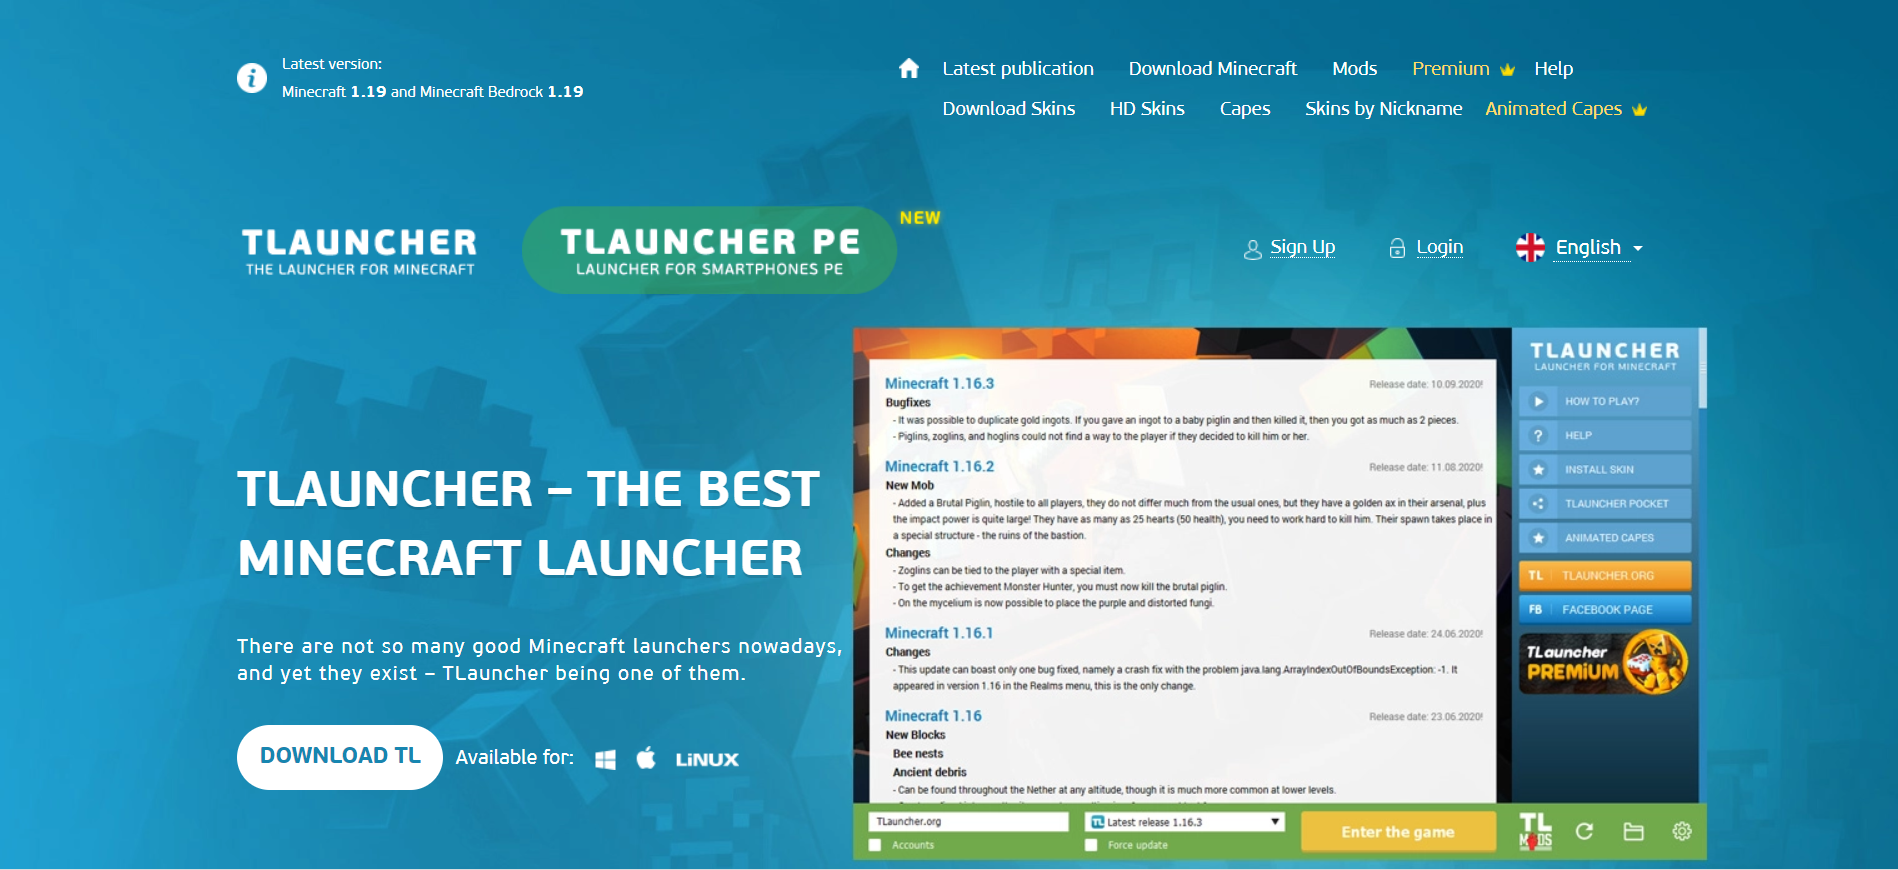 Latest version:
Minecraft 1.19 and Minecraft Bedrock 1.19
Latest publication Download Minecraft Mods Premium Help
Download Skins HD Skins Capes Skins by Nickname Animated Capes
TLAUNCHER
THE LAUNCHER FOR MINECRAFT
TLAUNCHER PE
LAUNCHER FOR SMARTPHONES PE
NEW
Sign Up Login English
TLAUNCHER – THE BEST
MINECRAFT LAUNCHER
There are not so many good Minecraft launchers nowadays,
and yet they exist – TLauncher being one of them.
DOWNLOAD TL Available for: LiNUX
Minecraft 1.16.3 Release date: 10.09.2020!
Bugfixes
- It was possible to duplicate gold ingots. If you gave an ingot to a baby piglin and then killed it, then you got as much as 2 pieces.
- Piglins, zoglins, and hoglins could not find a way to the player if they decided to kill him or her.
Minecraft 1.16.2 Release date: 11.08.2020!
New Mob
- Added a Brutal Piglin, hostile to all players, they do not differ much from the usual ones, but they have a golden ax in their arsenal, plus
the impact power is quite large! They have as many as 25 hearts (50 health), you need to work hard to kill him. Their spawn takes place in
a special structure - the ruins of the bastion.
Changes
- Zoglins can be tied to the player with a special item.
- To get the achievement Monster Hunter, you must now kill the brutal piglin.
- On the mycelium is now possible to place the purple and distorted fungi.
Minecraft 1.16.1 Release date: 24.06.2020!
Changes
- This update can boast only one bug fixed, namely a crash fix with the problem java.lang.ArrayIndexOutOfBoundsException: -1. It
appeared in version 1.16 in the Realms menu, this is the only change.
Minecraft 1.16 Release date: 23.06.2020!
New Blocks
Bee nests
Ancient debris
- Can be found throughout the Nether at any altitude, though it is much more common at lower levels.
TLAUNCHER
LAUNCHER FOR MINECRAFT
HOW TO PLAY?
HELP
INSTALL SKIN
TLAUNCHER POCKET
ANIMATED CAPES
TL TLAUNCHER.ORG
FB FACEBOOK PAGE
TLauncher
PREMIUM
TLauncher.org TL Latest release 1.16.3 Enter the game TL
MODS
Accounts Force update